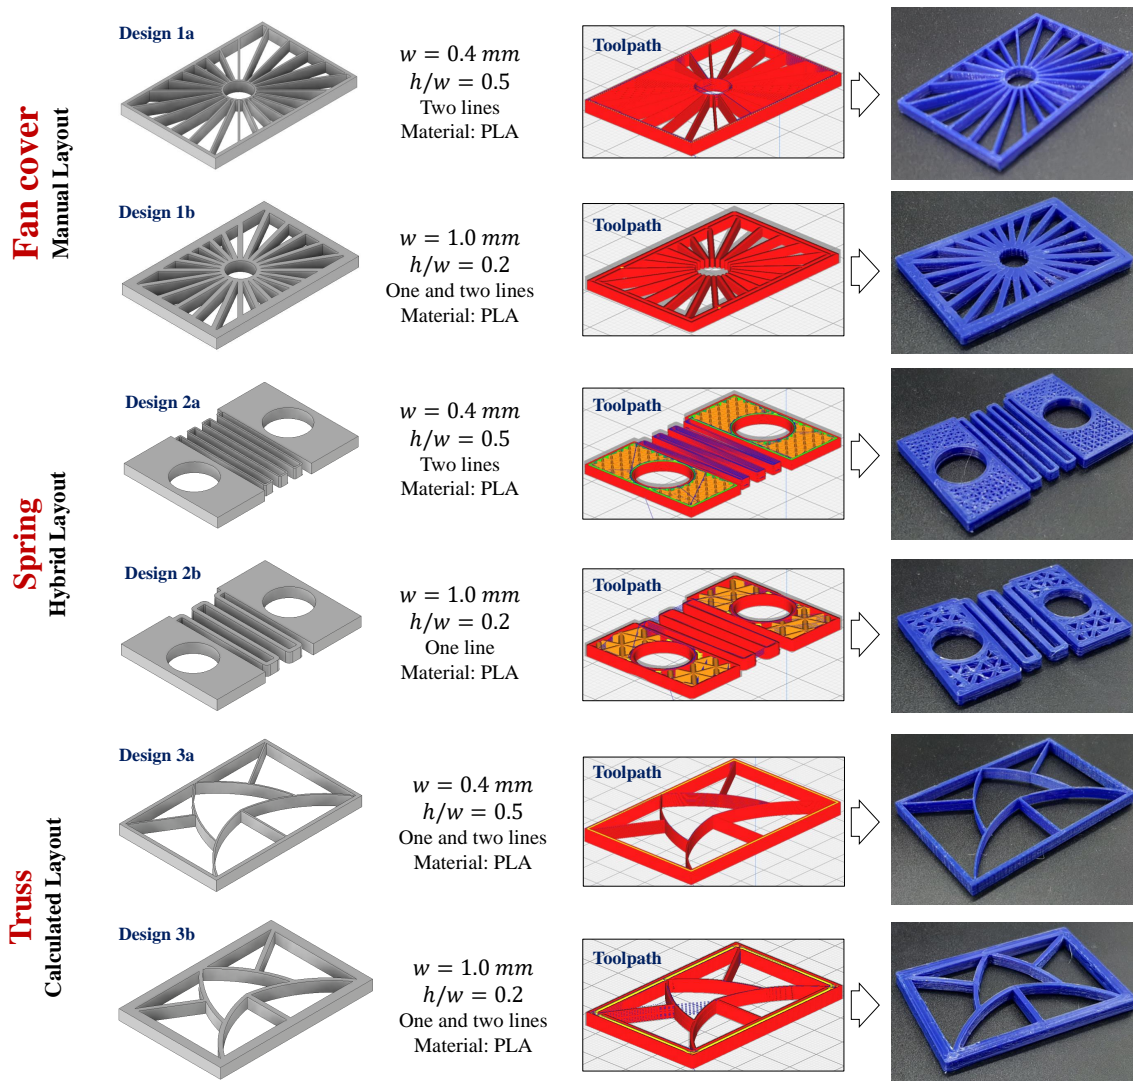 Fan cover
Manual Layout
Design 1a
w = 0.4 mm
h/w = 0.5
Two lines
Material: PLA
Toolpath
Design 1b
w = 1.0 mm
h/w = 0.2
One and two lines
Material: PLA
Spring
Hybrid Layout
Design 2a
w = 0.4 mm
h/w = 0.5
Two lines
Material: PLA
Toolpath
Design 2b
w = 1.0 mm
h/w = 0.2
One line
Material: PLA
Toolpath
Truss
Calculated Layout
Design 3a
w = 0.4 mm
h/w = 0.5
One and two lines
Material: PLA
Toolpath
Design 3b
w = 1.0 mm
h/w = 0.2
One and two lines
Material: PLA
Toolpath